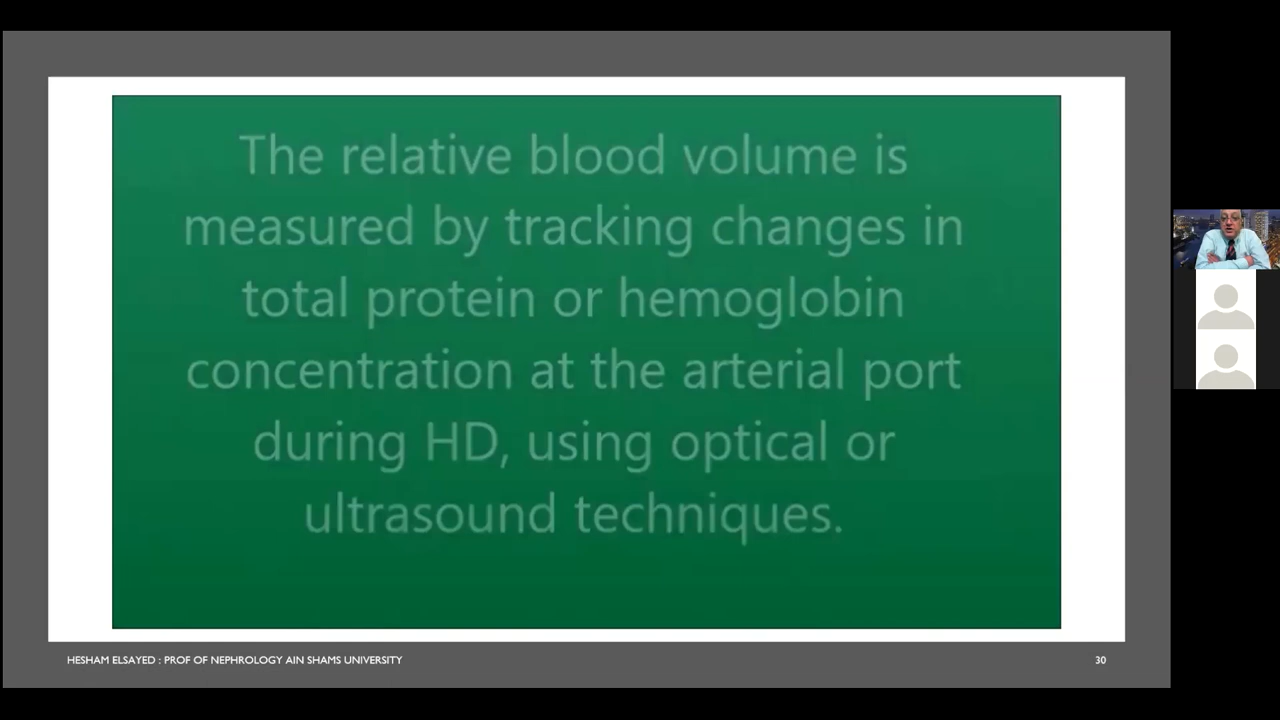 The relative blood volume is
measured by tracking changes in
total protein or hemoglobin
concentration at the arterial port
during HD, using optical or
ultrasound techniques.
HESHAM ELSAYED : PROF OF NEPHROLOGY AIN SHAMS UNIVERSITY
30